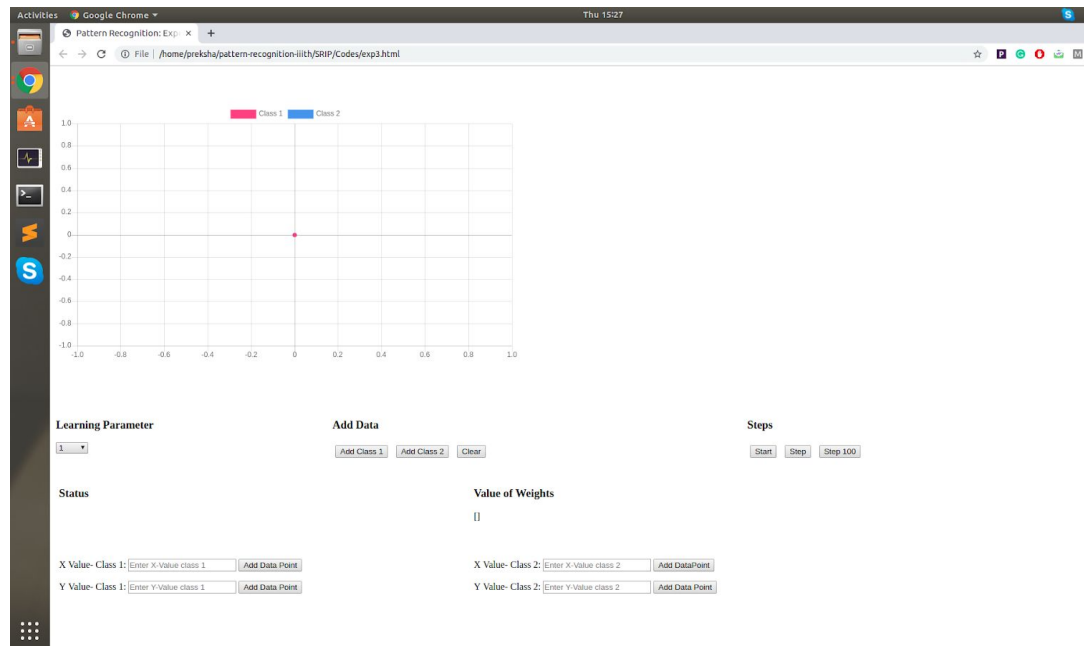 Activities Google Chrome ▾ Thu 15:27
Pattern Recognition: Exp × +
File | /home/preksha/pattern-recognition-iiith/SRIP/Codes/exp3.html
Class 1 Class 2
1.0
0.8
0.6
0.4
0.2
0
-0.2
-0.4
-0.6
-0.8
-1.0
-1.0 -0.8 -0.6 -0.4 -0.2 0 0.2 0.4 0.6 0.8 1.0
Learning Parameter Add Data Steps
1 Add Class 1 Add Class 2 Clear Start Step Step 100
Status Value of Weights
[]
X Value- Class 1: Enter X-Value class 1 Add Data Point X Value- Class 2: Enter X-Value class 2 Add DataPoint
Y Value- Class 1: Enter Y-Value class 1 Add Data Point Y Value- Class 2: Enter Y-Value class 2 Add Data Point